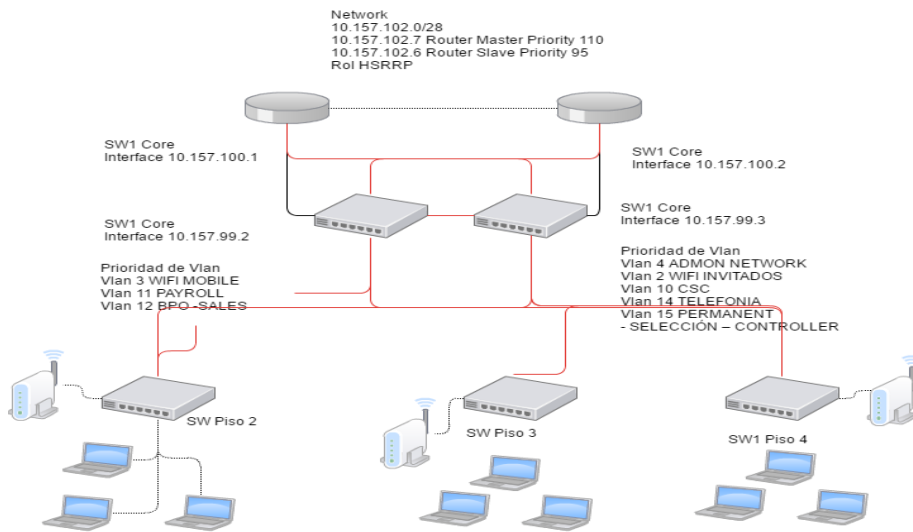 Network
10.157.102.0/28
10.157.102.7 Router Master Priority 110
10.157.102.6 Router Slave Priority 95
Rol HSRRP
SW1 Core
Interface 10.157.100.1
SW1 Core
Interface 10.157.100.2
SW1 Core
Interface 10.157.99.2
SW1 Core
Interface 10.157.99.3
Prioridad de Vlan
Vlan 3 WIFI MOBILE
Vlan 11 PAYROLL
Vlan 12 BPO -SALES
Prioridad de Vlan
Vlan 4 ADMON NETWORK
Vlan 2 WIFI INVITADOS
Vlan 10 CSC
Vlan 14 TELEFONIA
Vlan 15 PERMANENT
- SELECCIÓN – CONTROLLER
SW Piso 2
SW Piso 3
SW1 Piso 4